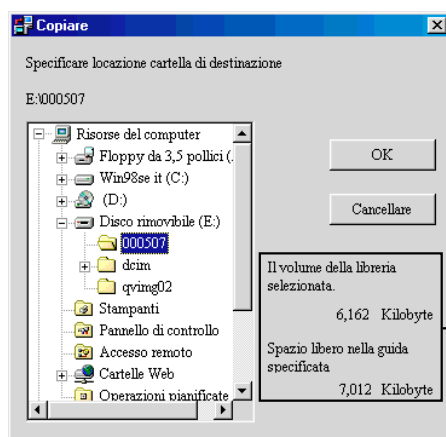 Copiare
Specificare locazione cartella di destinazione
E:\000507
Risorse del computer
Floppy da 3,5 pollici (.
Win98se it (C:)
(D:)
Disco rimovibile (E:)
000507
dcim
qvimg02
Stampanti
Pannello di controllo
Accesso remoto
Cartelle Web
Operazioni pianificate
OK
Cancellare
Il volume della libreria
selezionata.
6,162 Kilobyte
Spazio libero nella guida
specificata
7,012 Kilobyte